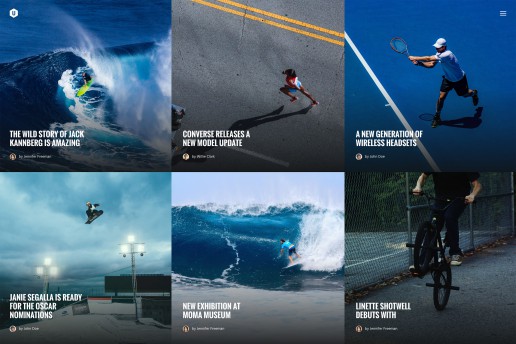 THE WILD STORY OF JACK
KANNBERG IS AMAZING
by Jennifer Freeman
CONVERSE RELEASES A
NEW MODEL UPDATE
by Willie Clark
A NEW GENERATION OF
WIRELESS HEADSETS
by John Doe
JANIE SEGALLA IS READY
FOR THE OSCAR
NOMINATIONS
by John Doe
NEW EXHIBITION AT
MOMA MUSEUM
by Jennifer Freeman
LINETTE SHOTWELL
DEBUTS WITH
by Jennifer Freeman